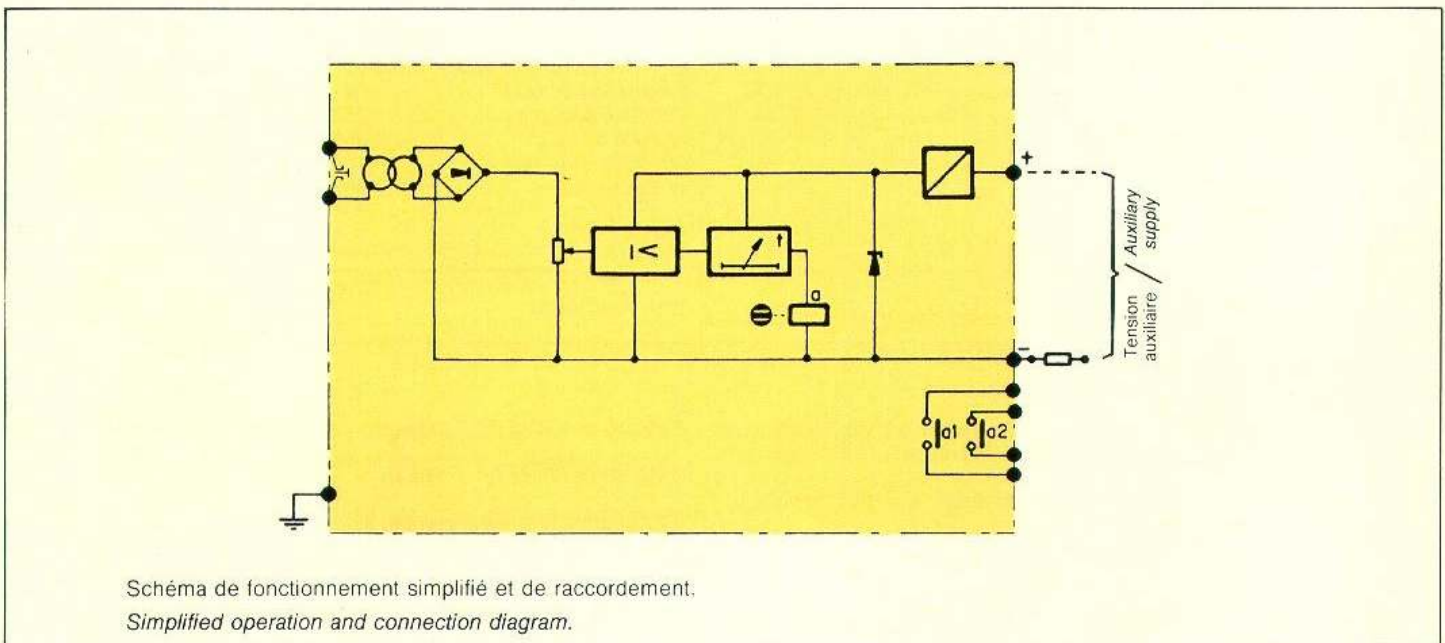 +
a
−
Tension auxiliaire / Auxiliary supply
a1 a2
Schéma de fonctionnement simplifié et de raccordement.
Simplified operation and connection diagram.